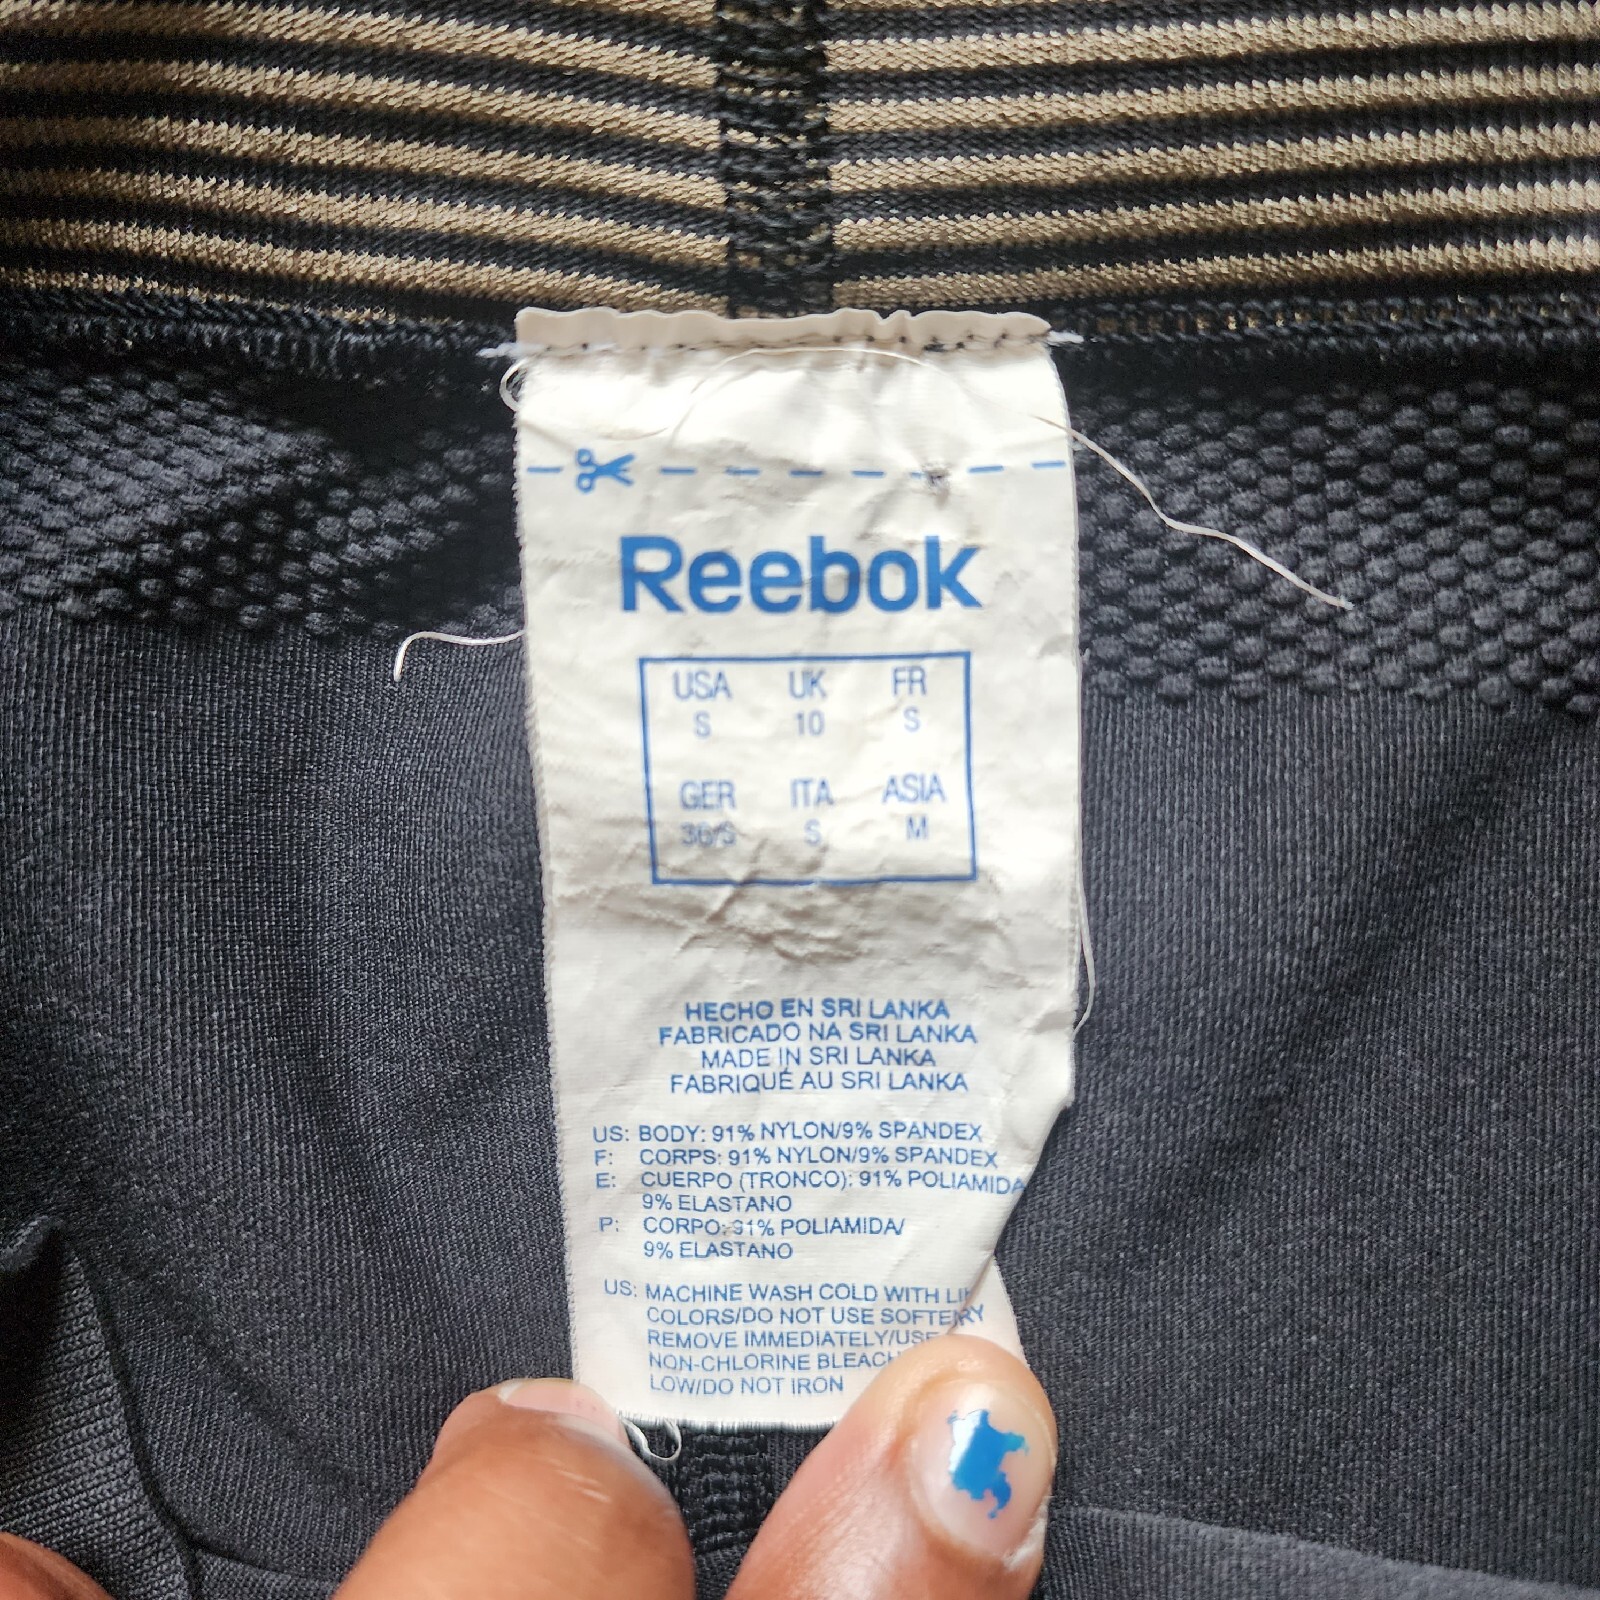 Reebok
USA UK FR
S 10 S
GER ITA ASIA
36/S S M
HECHO EN SRI LANKA
FABRICADO NA SRI LANKA
MADE IN SRI LANKA
FABRIQUÉ AU SRI LANKA
US: BODY: 91% NYLON/9% SPANDEX
F: CORPS: 91% NYLON/9% SPANDEX
E: CUERPO (TRONCO): 91% POLIAMIDA
9% ELASTANO
P: CORPO: 91% POLIAMIDA/
9% ELASTANO
US: MACHINE WASH COLD WITH
COLORS/DO NOT USE
REMOVE IMMEDIATELY/USE
NON-CHLORINE BLEACH
LOW/DO NOT IRON